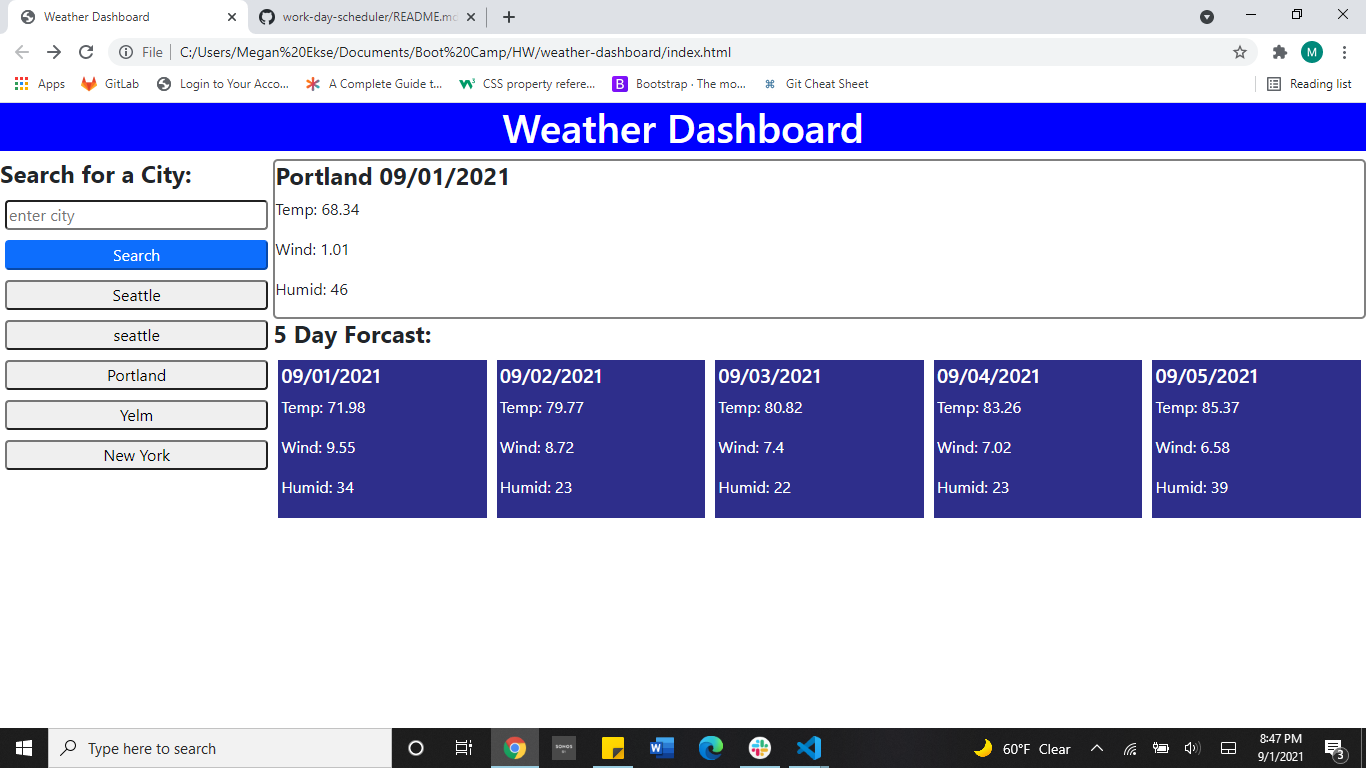 Weather Dashboard
work-day-scheduler/README.md
File
C:/Users/Megan%20Ekse/Documents/Boot%20Camp/HW/weather-dashboard/index.html
M
Apps
GitLab
Login to Your Acco...
A Complete Guide t...
CSS property refere...
B
Bootstrap · The mo...
Git Cheat Sheet
Reading list
Weather Dashboard
Search for a City:
enter city
Search
Seattle
seattle
Portland
Yelm
New York
Portland 09/01/2021
Temp: 68.34
Wind: 1.01
Humid: 46
5 Day Forcast:
09/01/2021
Temp: 71.98
Wind: 9.55
Humid: 34
09/02/2021
Temp: 79.77
Wind: 8.72
Humid: 23
09/03/2021
Temp: 80.82
Wind: 7.4
Humid: 22
09/04/2021
Temp: 83.26
Wind: 7.02
Humid: 23
09/05/2021
Temp: 85.37
Wind: 6.58
Humid: 39
Type here to search
SONOS
60°F Clear
8:47 PM
9/1/2021
3